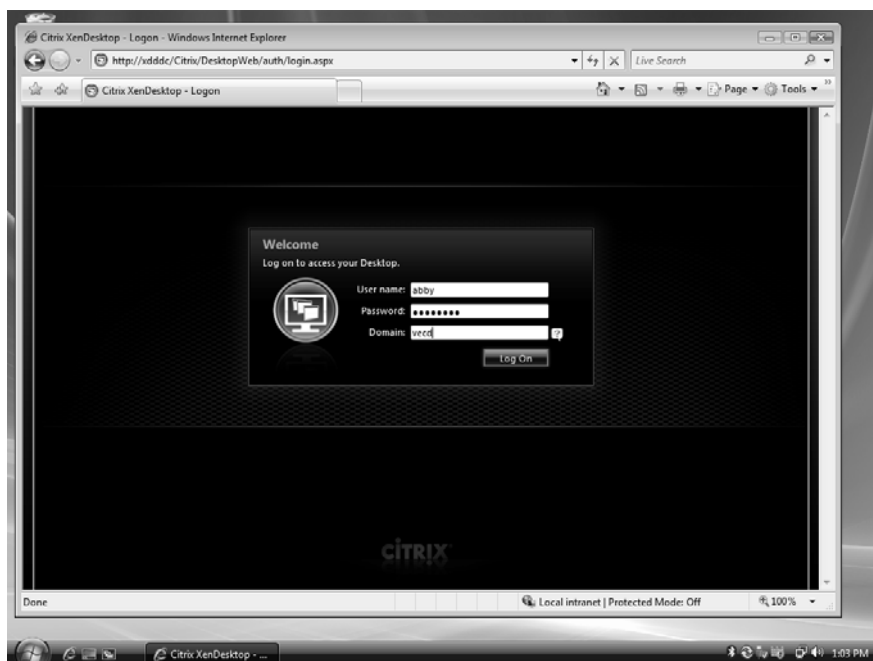 Citrix XenDesktop - Logon - Windows Internet Explorer
http://xdddc/Citrix/DesktopWeb/auth/login.aspx
Live Search
Citrix XenDesktop - Logon
Page
Tools
Welcome
Log on to access your Desktop.
User name: abby
Password: ••••••••
Domain: vecd
?
Log On
CİTRIX
Done
Local intranet | Protected Mode: Off
100%
Citrix XenDesktop - ...
1:03 PM